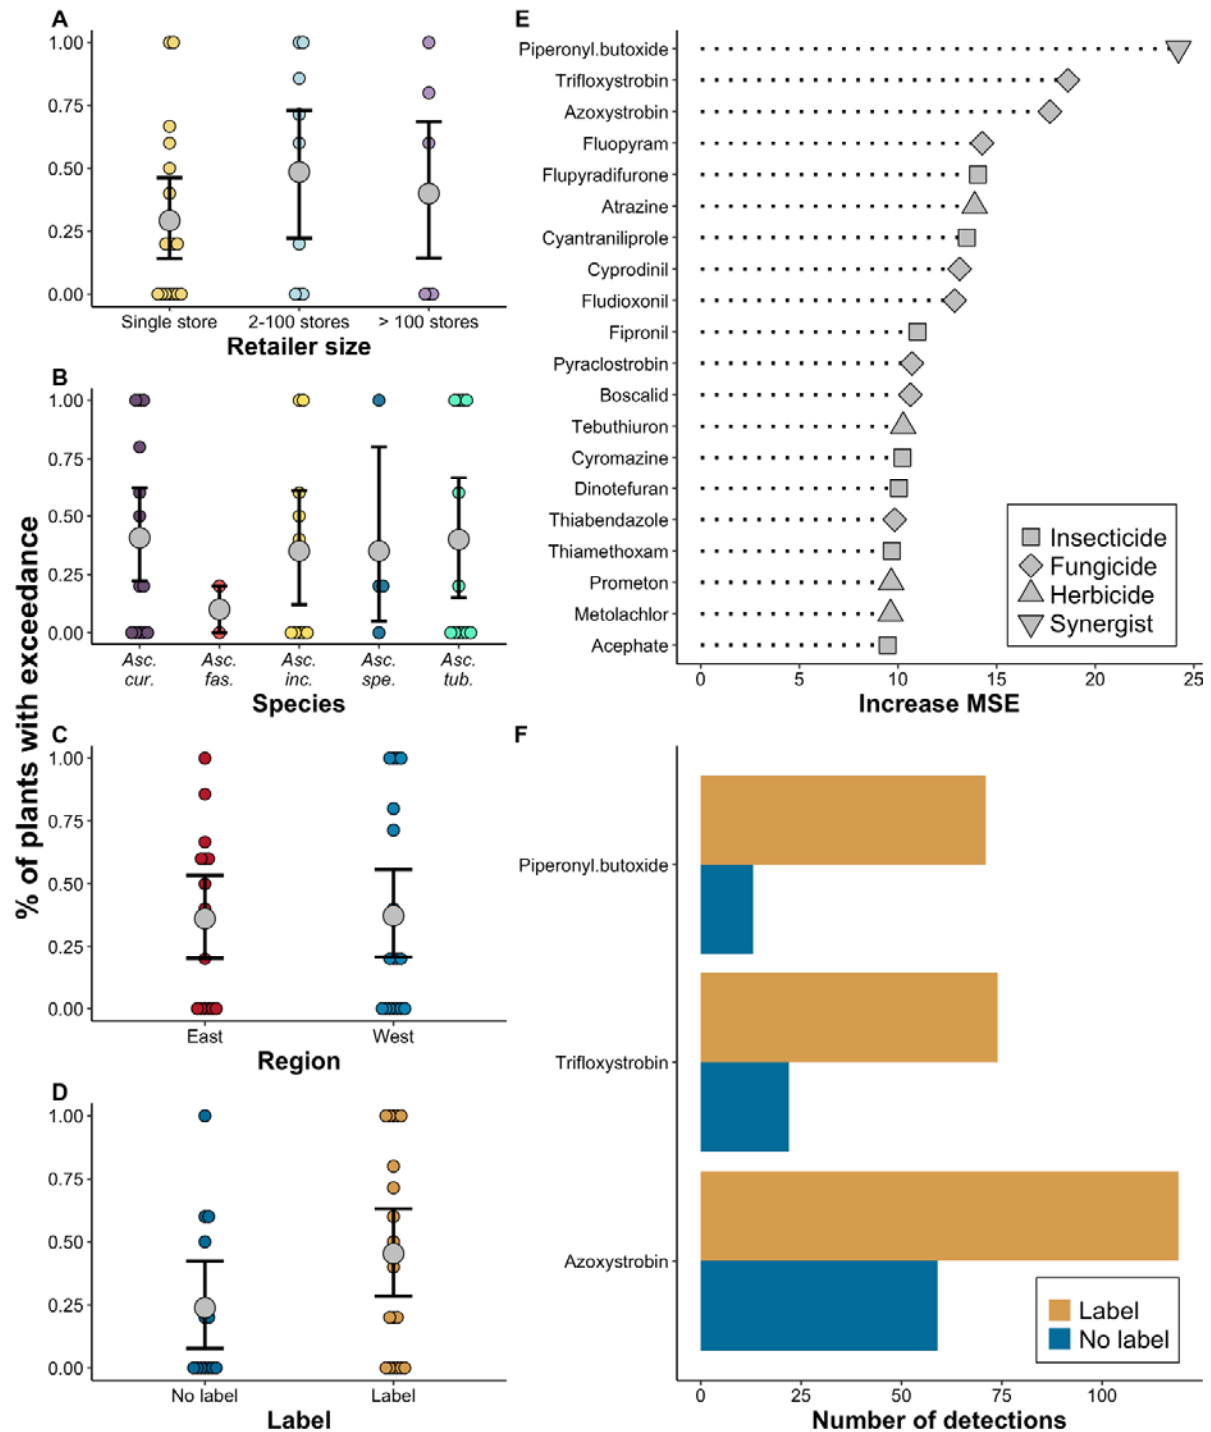 % of plants with exceedance
A
1.00
0.75
0.50
0.25
0.00
Single store 2-100 stores > 100 stores
Retailer size
B
1.00
0.75
0.50
0.25
0.00
Asc. Asc. Asc. Asc. Asc.
cur. fas. inc. spe. tub.
Species
C
1.00
0.75
0.50
0.25
0.00
East West
Region
D
1.00
0.75
0.50
0.25
0.00
No label Label
Label
E
Piperonyl.butoxide
Trifloxystrobin
Azoxystrobin
Fluopyram
Flupyradifurone
Atrazine
Cyantraniliprole
Cyprodinil
Fludioxonil
Fipronil
Pyraclostrobin
Boscalid
Tebuthiuron
Cyromazine
Dinotefuran
Thiabendazole
Thiamethoxam
Prometon
Metolachlor
Acephate
Insecticide
Fungicide
Herbicide
Synergist
0 5 10 15 20 25
Increase MSE
F
Piperonyl.butoxide
Trifloxystrobin
Azoxystrobin
Label
No label
0 25 50 75 100
Number of detections